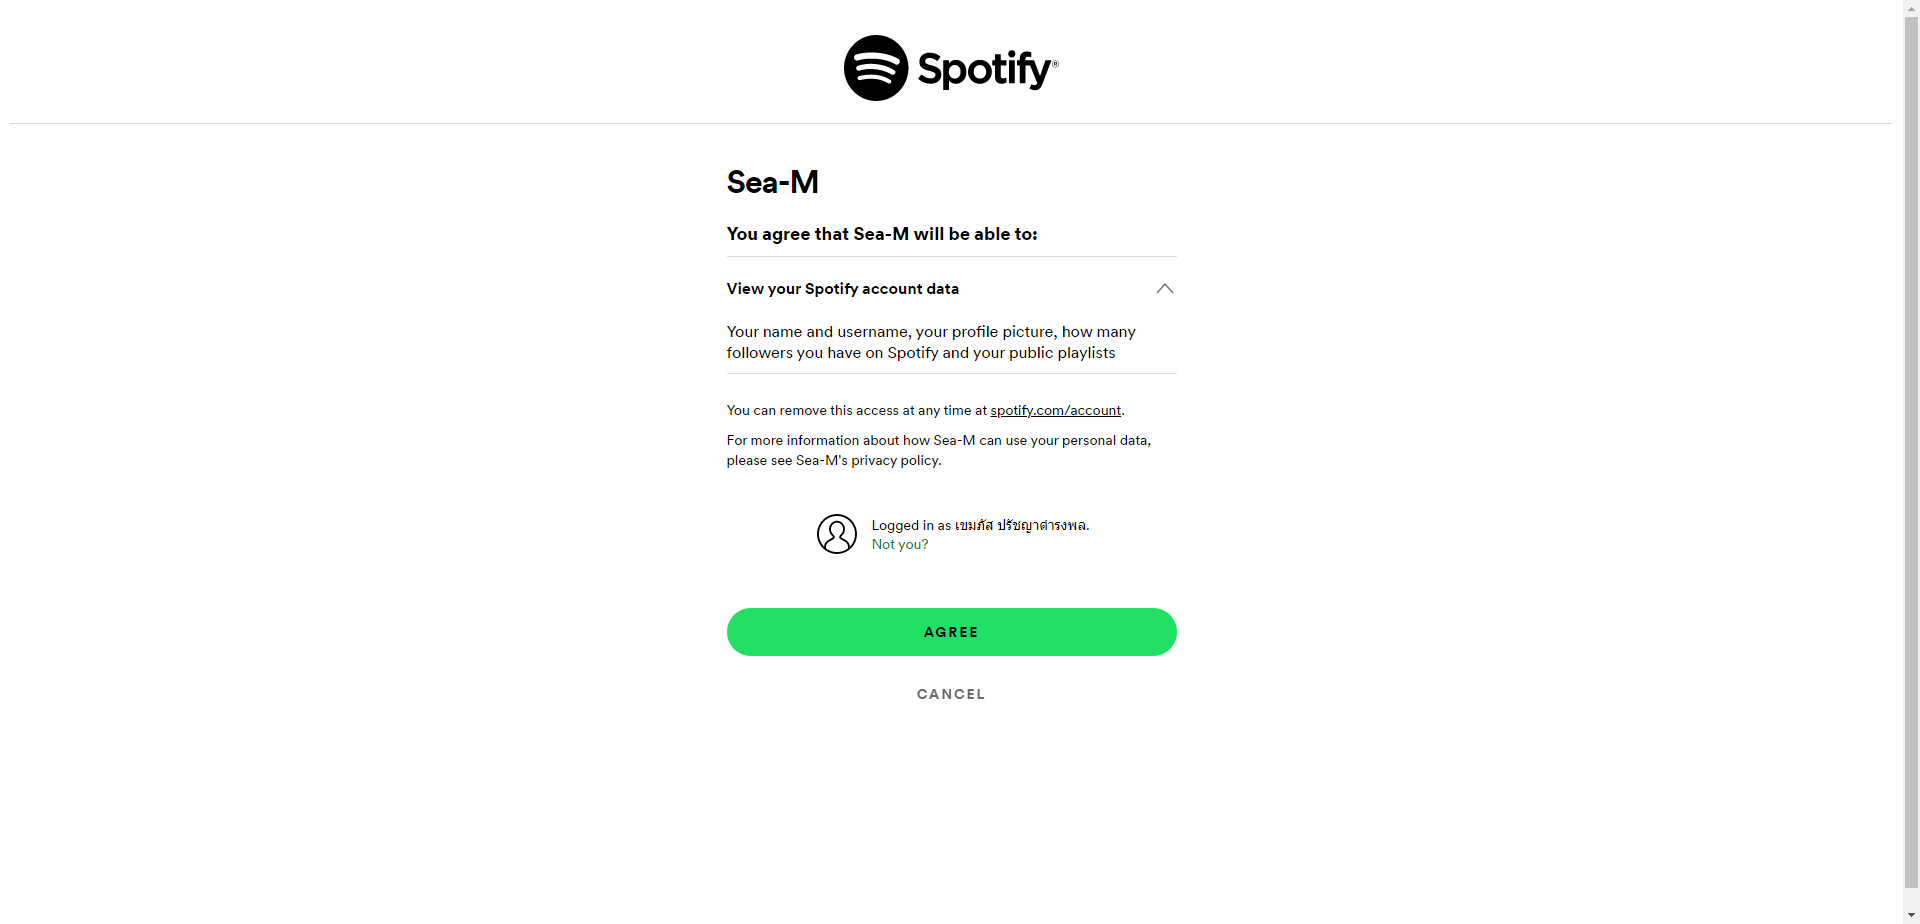 Spotify®
Sea-M
You agree that Sea-M will be able to:
View your Spotify account data
Your name and username, your profile picture, how many
followers you have on Spotify and your public playlists
You can remove this access at any time at spotify.com/account.
For more information about how Sea-M can use your personal data,
please see Sea-M's privacy policy.
Logged in as เขมภัส ปรัชญาดำรงพล.
Not you?
AGREE
CANCEL